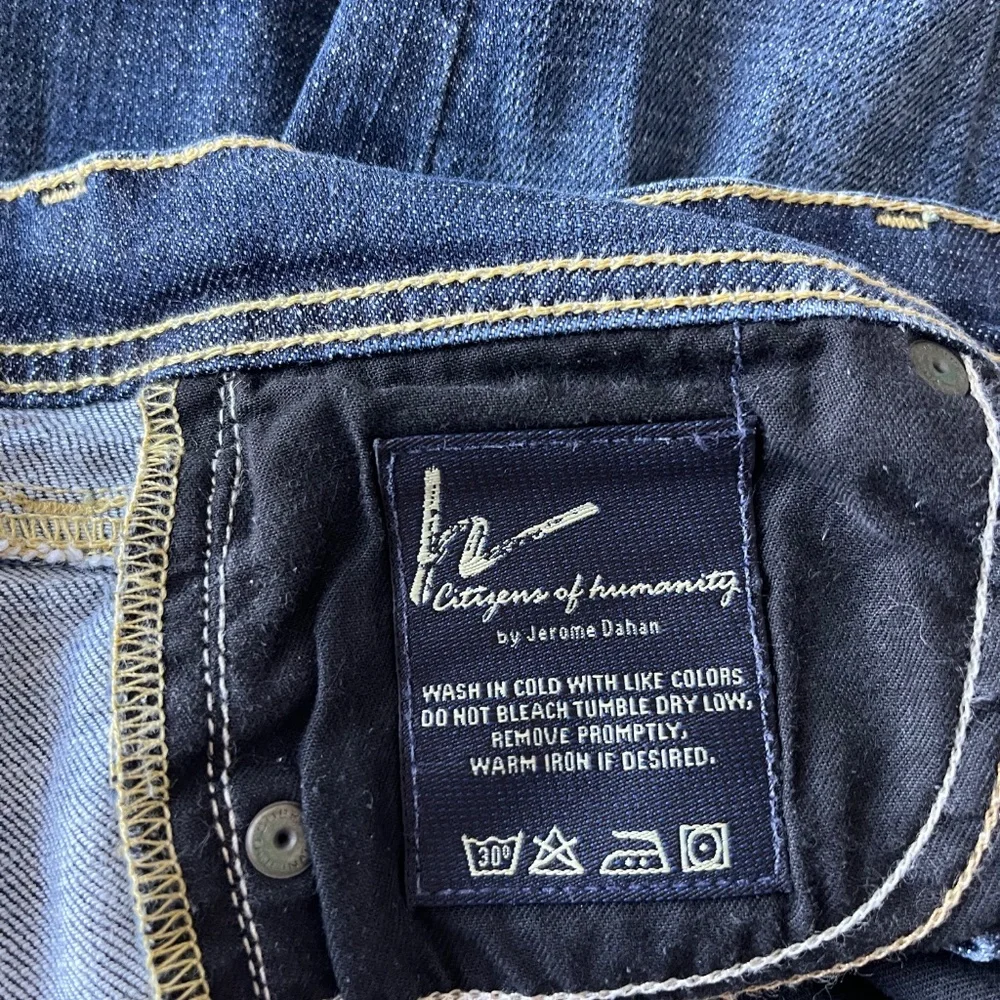 Citizens of humanity
by Jerome Dahan
WASH IN COLD WITH LIKE COLORS
DO NOT BLEACH TUMBLE DRY LOW,
REMOVE PROMPTLY,
WARM IRON IF DESIRED.
30°